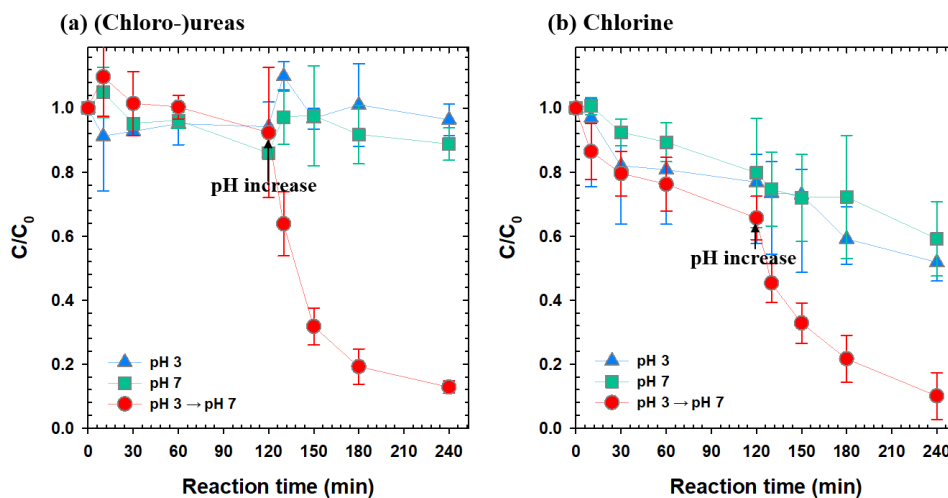 (a) (Chloro-)ureas
C/C0
1.0
0.8
0.6
0.4
0.2
0.0
pH increase
pH 3
pH 7
pH 3 → pH 7
0 30 60 90 120 150 180 210 240
Reaction time (min)
(b) Chlorine
C/C0
1.0
0.8
0.6
0.4
0.2
0.0
pH increase
pH 3
pH 7
pH 3 → pH 7
0 30 60 90 120 150 180 210 240
Reaction time (min)